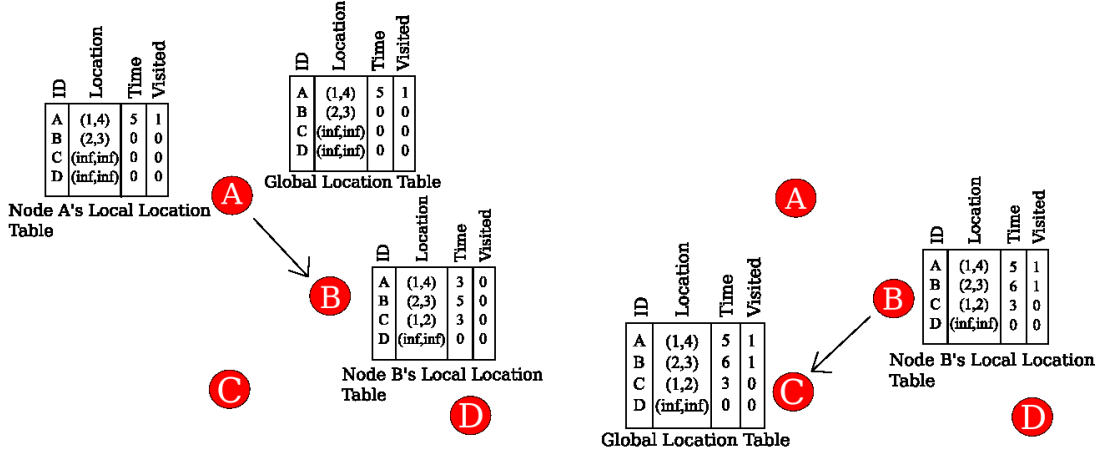 ID Location Time Visited
A (1,4) 5 1
B (2,3) 0 0
C (inf,inf) 0 0
D (inf,inf) 0 0
Node A's Local Location
Table
ID Location Time Visited
A (1,4) 5 1
B (2,3) 0 0
C (inf,inf) 0 0
D (inf,inf) 0 0
Global Location Table
A
B
ID Location Time Visited
A (1,4) 3 0
B (2,3) 5 0
C (1,2) 3 0
D (inf,inf) 0 0
Node B's Local Location
Table
C
D
A
B
ID Location Time Visited
A (1,4) 5 1
B (2,3) 6 1
C (1,2) 3 0
D (inf,inf) 0 0
Node B's Local Location
Table
ID Location Time Visited
A (1,4) 5 1
B (2,3) 6 1
C (1,2) 3 0
D (inf,inf) 0 0
Global Location Table
C
D